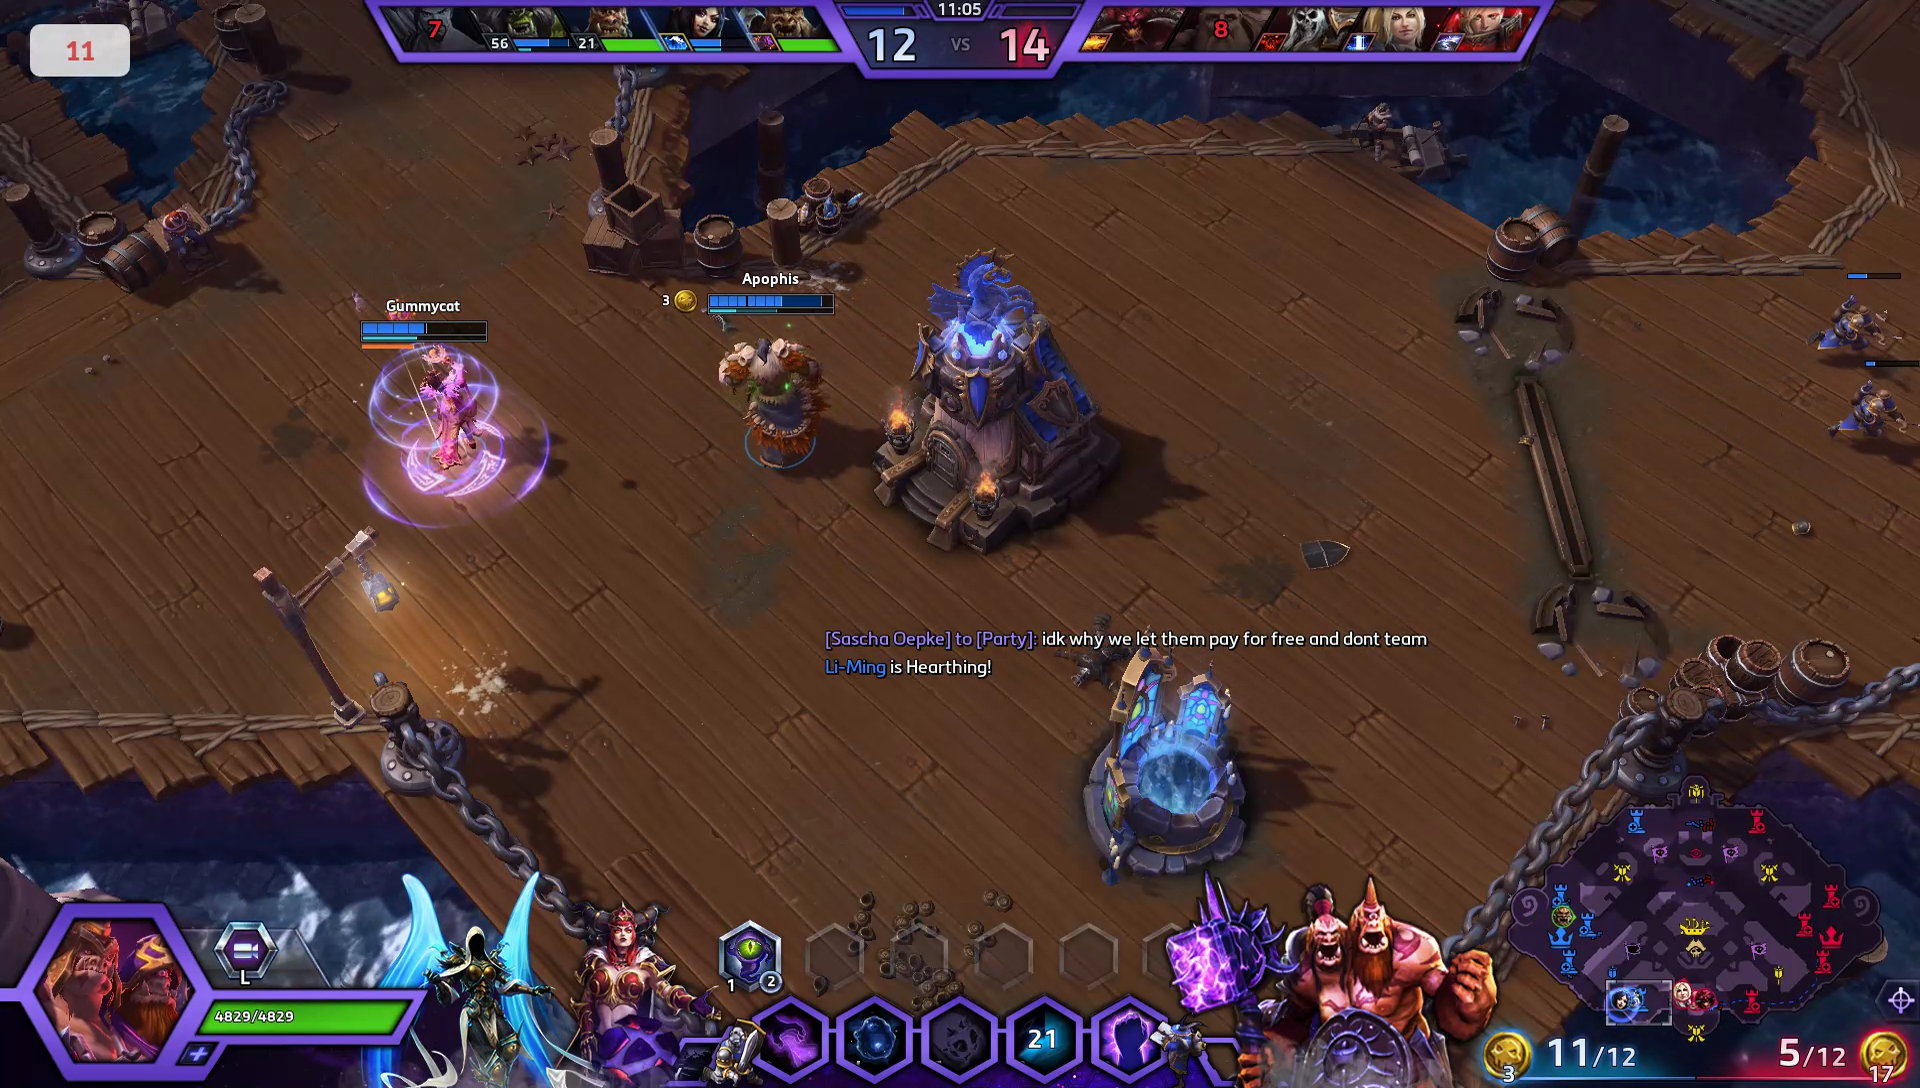 11
7
56
21
11:05
12 VS 14
8
Apophis
3
Gummycat
[Sascha Oepke] to [Party]: idk why we let them pay for free and dont team
Li-Ming is Hearthing!
L
4829/4829
1
2
21
11/12
3
5/12
17